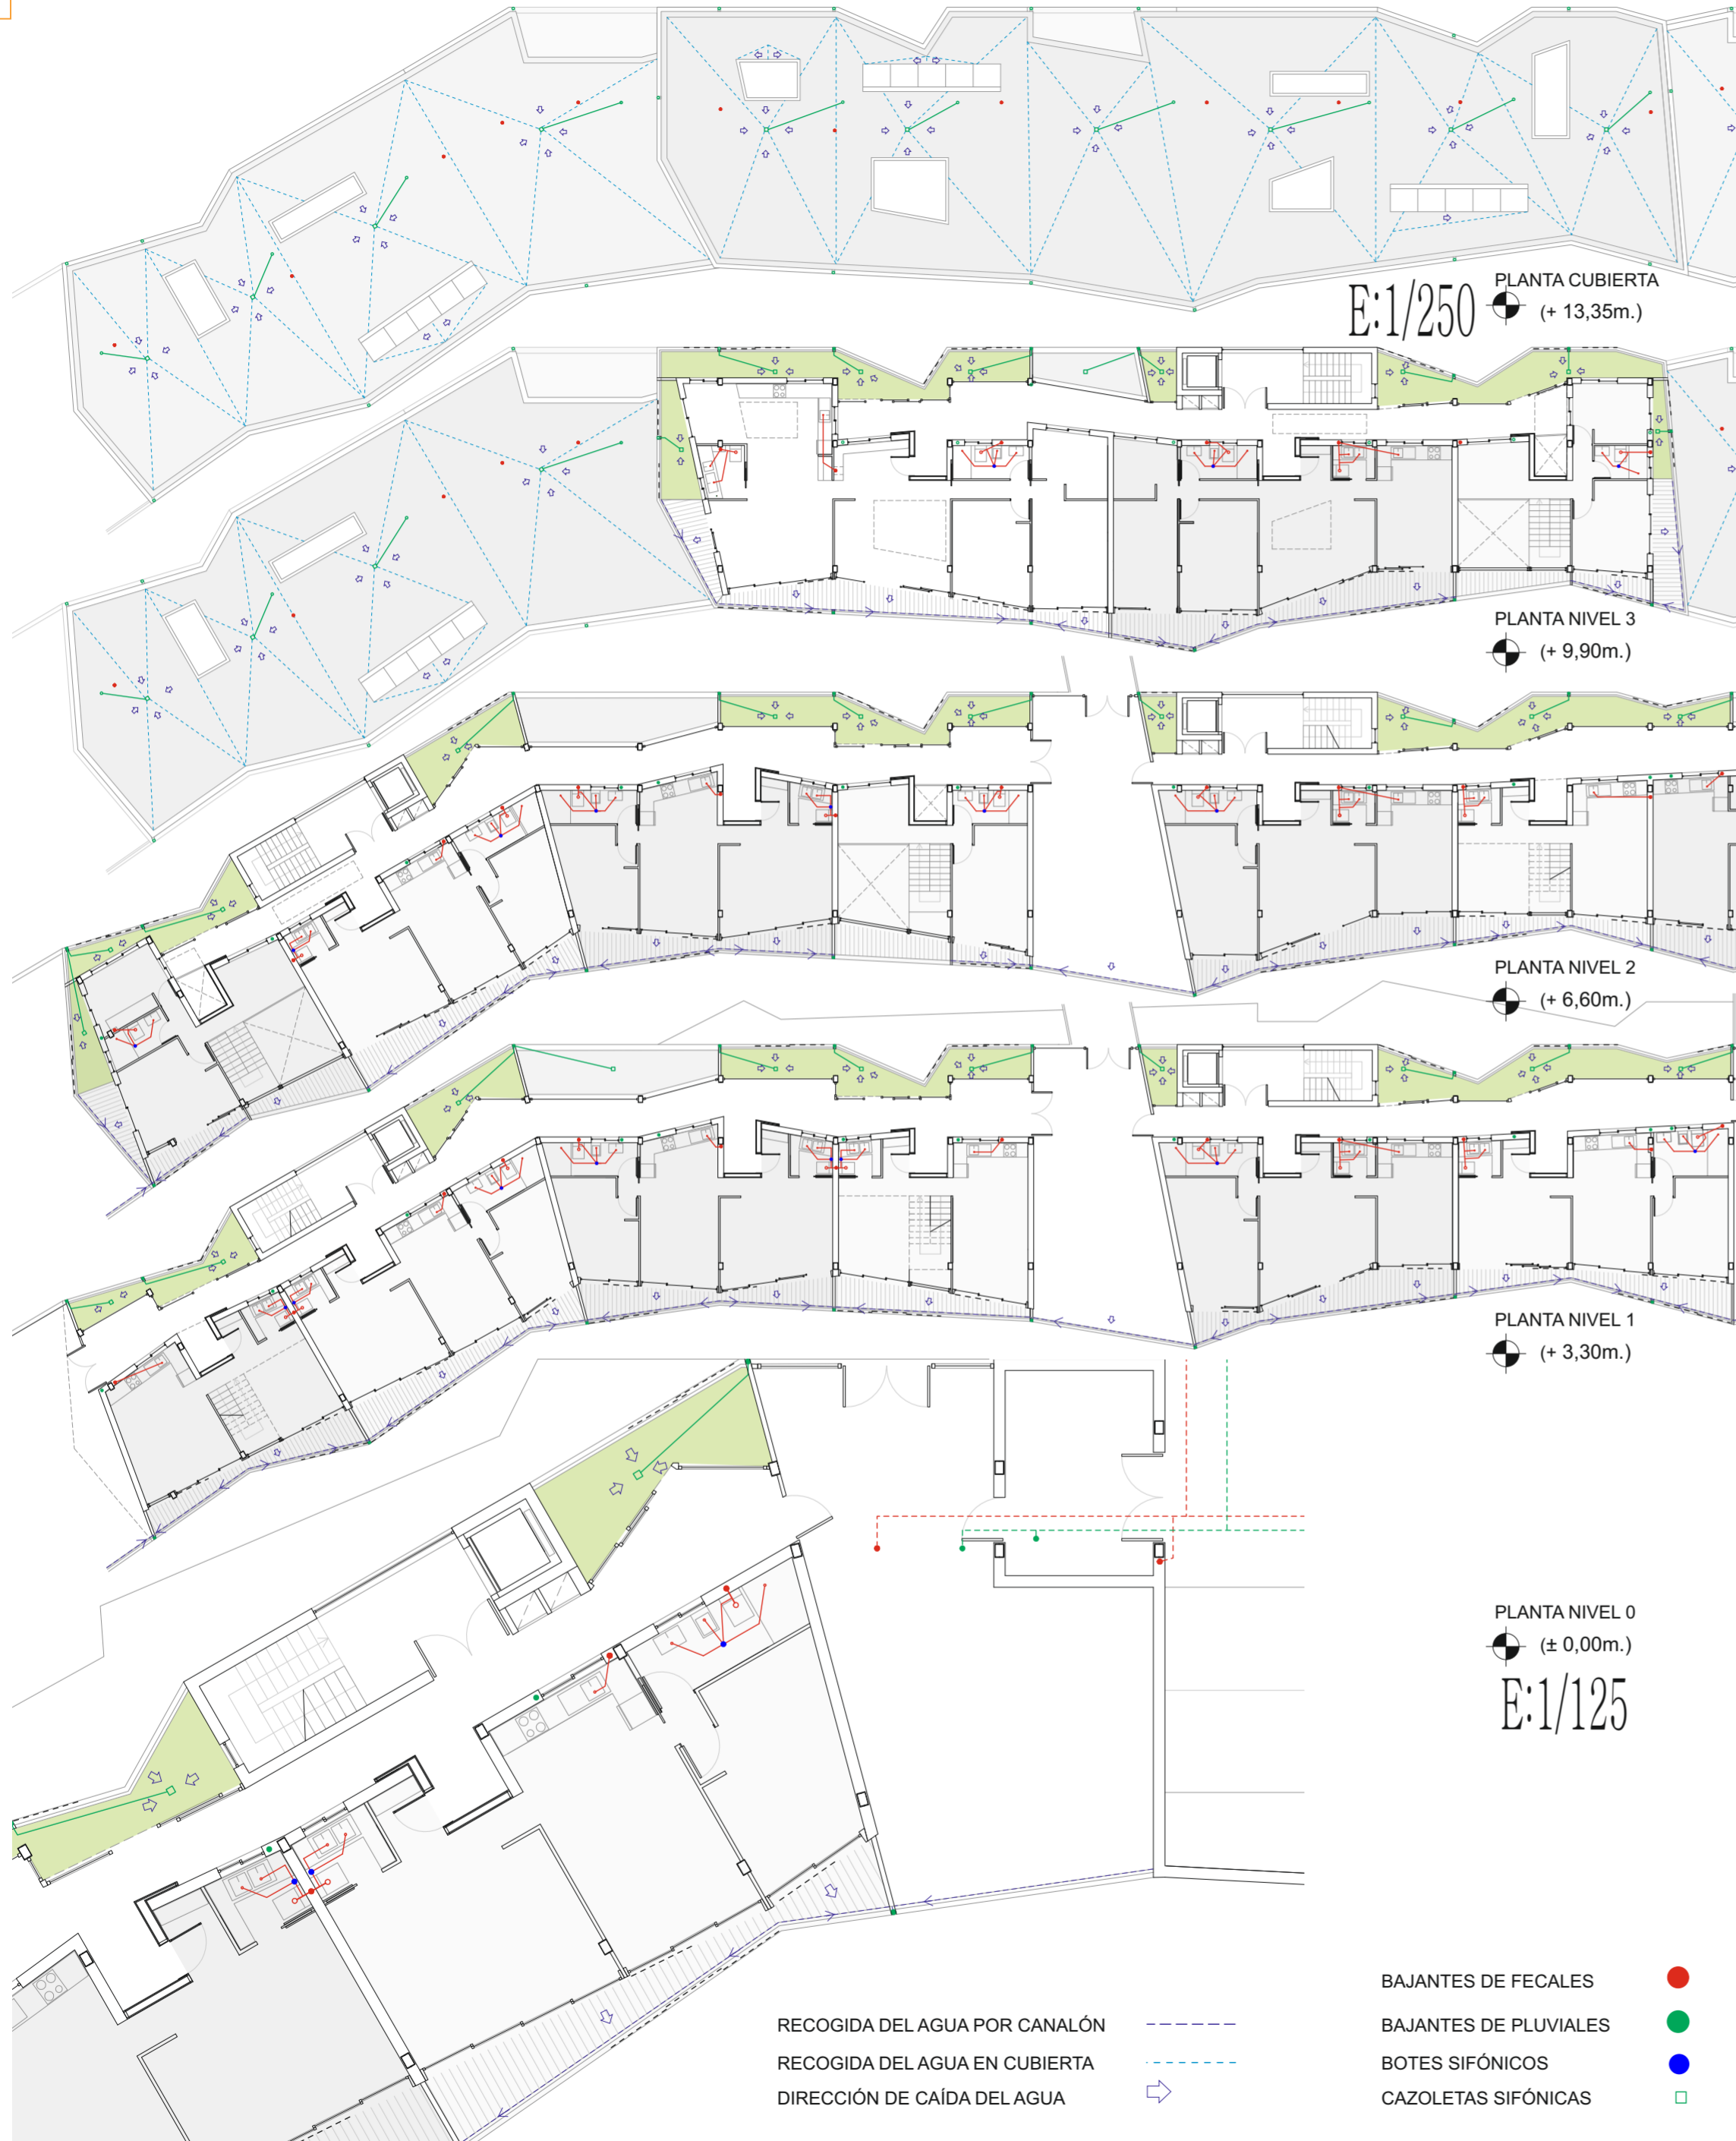 PLANTA CUBIERTA
E:1/250
(+ 13,35m.)
PLANTA NIVEL 3
(+ 9,90m.)
PLANTA NIVEL 2
(+ 6,60m.)
PLANTA NIVEL 1
(+ 3,30m.)
PLANTA NIVEL 0
(± 0,00m.)
E:1/125
RECOGIDA DEL AGUA POR CANALÓN
RECOGIDA DEL AGUA EN CUBIERTA
DIRECCIÓN DE CAÍDA DEL AGUA
BAJANTES DE FECALES
BAJANTES DE PLUVIALES
BOTES SIFÓNICOS
CAZOLETAS SIFÓNICAS